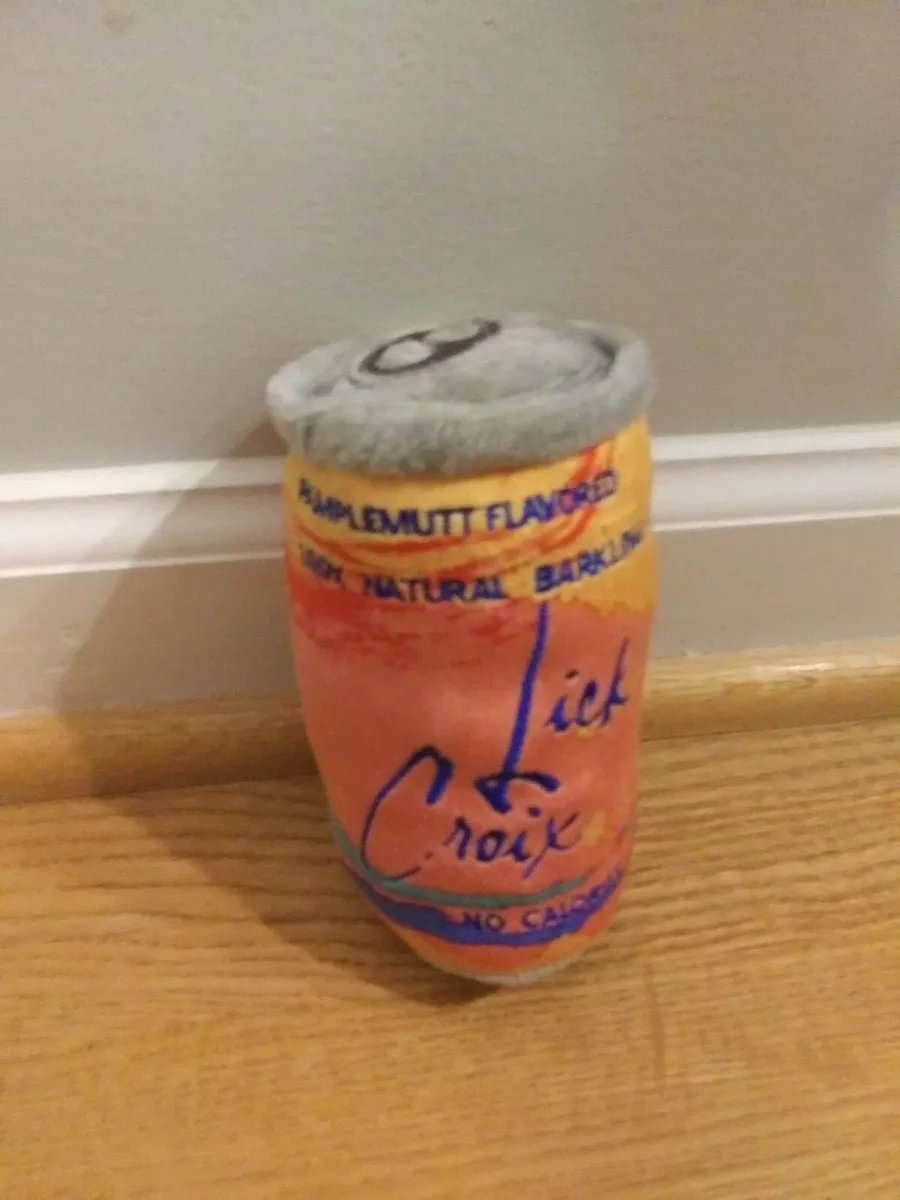 PAMPLEMUTT FLAVORED
100% NATURAL
Lick
Croix
NO